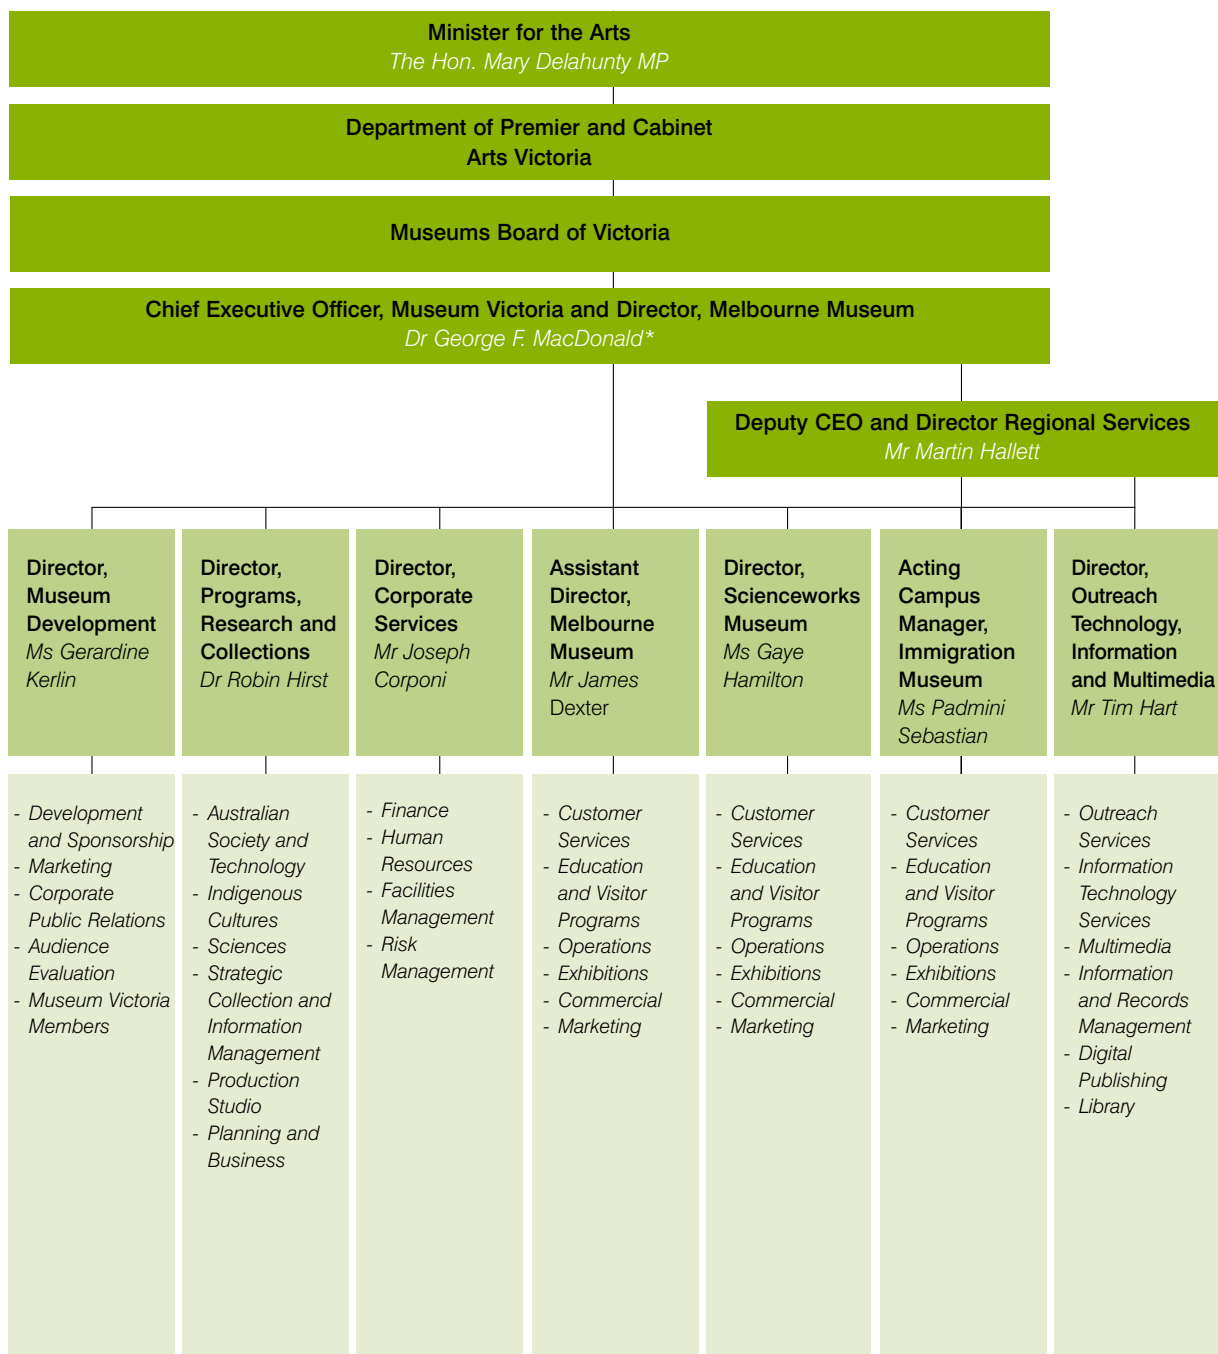 Minister for the Arts
The Hon. Mary Delahunty MP
Department of Premier and Cabinet
Arts Victoria
Museums Board of Victoria
Chief Executive Officer, Museum Victoria and Director, Melbourne Museum
Dr George F. MacDonald*
Deputy CEO and Director Regional Services
Mr Martin Hallett
Director,
Museum
Development
Ms Gerardine
Kerlin
Director,
Programs,
Research and
Collections
Dr Robin Hirst
Director,
Corporate
Services
Mr Joseph
Corponi
Assistant
Director,
Melbourne
Museum
Mr James
Dexter
Director,
Scienceworks
Museum
Ms Gaye
Hamilton
Acting
Campus
Manager,
Immigration
Museum
Ms Padmini
Sebastian
Director,
Outreach
Technology,
Information
and Multimedia
Mr Tim Hart
- Development
and Sponsorship
- Marketing
- Corporate
Public Relations
- Audience
Evaluation
- Museum Victoria
Members
- Australian
Society and
Technology
- Indigenous
Cultures
- Sciences
- Strategic
Collection and
Information
Management
- Production
Studio
- Planning and
Business
- Finance
- Human
Resources
- Facilities
Management
- Risk
Management
- Customer
Services
- Education
and Visitor
Programs
- Operations
- Exhibitions
- Commercial
- Marketing
- Customer
Services
- Education
and Visitor
Programs
- Operations
- Exhibitions
- Commercial
- Marketing
- Customer
Services
- Education
and Visitor
Programs
- Operations
- Exhibitions
- Commercial
- Marketing
- Outreach
Services
- Information
Technology
Services
- Multimedia
- Information
and Records
Management
- Digital
Publishing
- Library